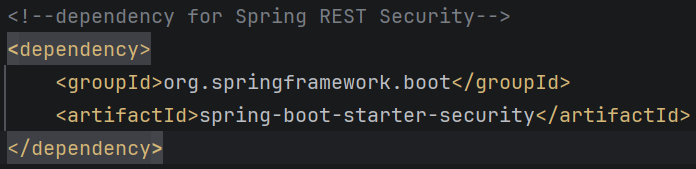 <!--dependency for Spring REST Security-->
<dependency>
    <groupId>org.springframework.boot</groupId>
    <artifactId>spring-boot-starter-security</artifactId>
</dependency>